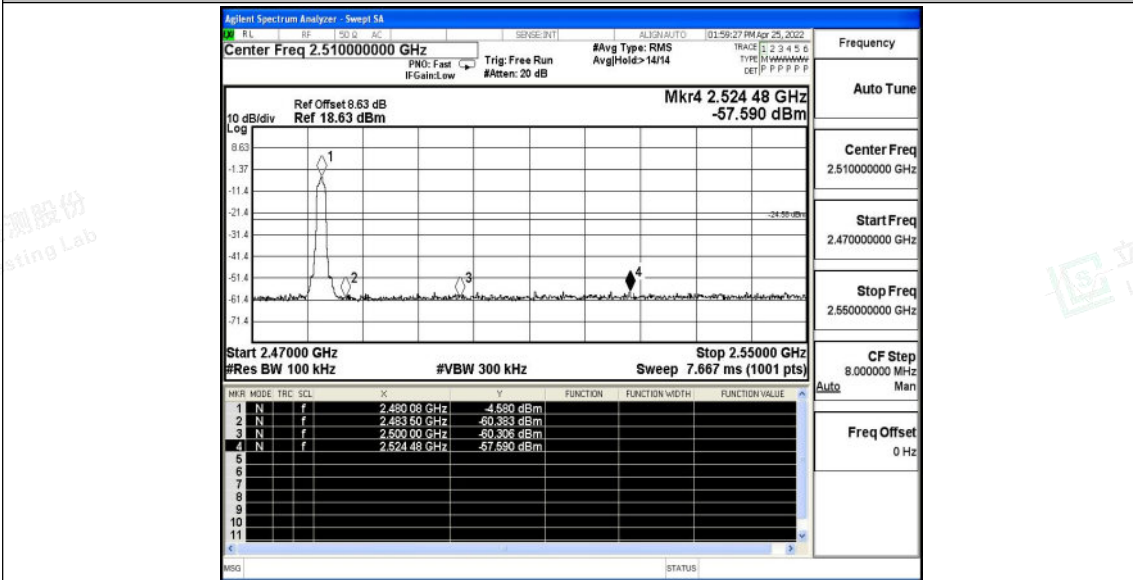 Agilent Spectrum Analyzer - Swept SA
RL RF 50 Ω AC SENSE:INT ALIGNAUTO 01:59:27 PM Apr 25, 2022
Center Freq 2.510000000 GHz #Avg Type: RMS TRACE 1 2 3 4 5 6
PNO: Fast Trig: Free Run Avg|Hold:> 14/14 TYPE M WWWWW
IFGain:Low #Atten: 20 dB DET P P P P P P
Mkr4 2.524 48 GHz
-57.590 dBm
Ref Offset 8.63 dB
10 dB/div Ref 18.63 dBm
Log
8.63
-1.37
-11.4
-21.4
-31.4
-41.4
-51.4
-61.4
-71.4
1
2
3
4
-24.58 dBm
Start 2.47000 GHz Stop 2.55000 GHz
#Res BW 100 kHz #VBW 300 kHz Sweep 7.667 ms (1001 pts)
MKR MODE TRC SCL X Y FUNCTION FUNCTION WIDTH FUNCTION VALUE
1 N f 2.480 08 GHz -4.580 dBm
2 N f 2.483 50 GHz -60.383 dBm
3 N f 2.500 00 GHz -60.306 dBm
4 N f 2.524 48 GHz -57.590 dBm
5
6
7
8
9
10
11
MSG STATUS
Frequency
Auto Tune
Center Freq
2.510000000 GHz
Start Freq
2.470000000 GHz
Stop Freq
2.550000000 GHz
CF Step
8.000000 MHz
Auto Man
Freq Offset
0 Hz
测股份
sting Lab
立